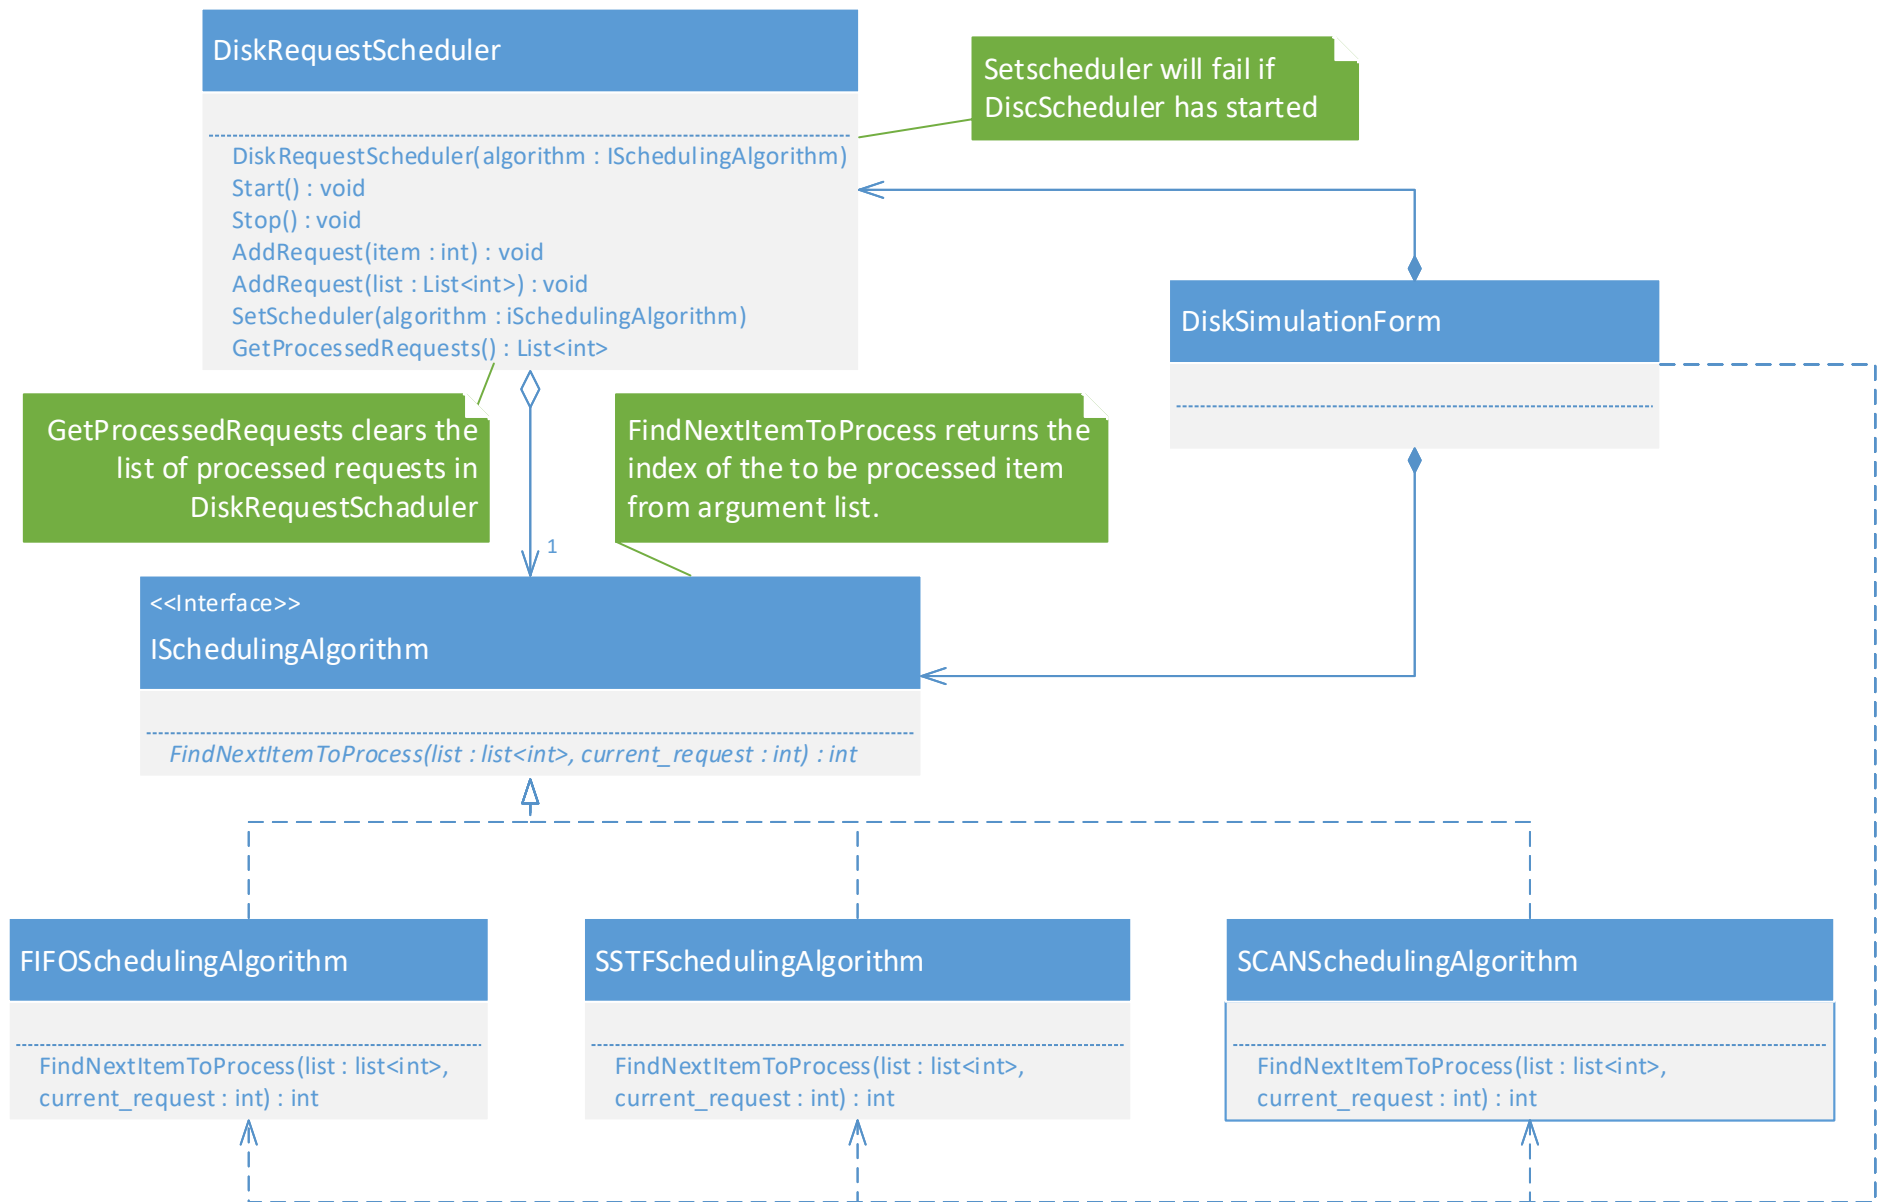 DiskRequestScheduler
Setscheduler will fail if
DiscScheduler has started
DiskRequestScheduler(algorithm : ISchedulingAlgorithm)
Start() : void
Stop() : void
AddRequest(item : int) : void
AddRequest(list : List<int>) : void
SetScheduler(algorithm : iSchedulingAlgorithm)
GetProcessedRequests() : List<int>
DiskSimulationForm
GetProcessedRequests clears the
list of processed requests in
DiskRequestSchaduler
FindNextItemToProcess returns the
index of the to be processed item
from argument list.
1
<<Interface>>
ISchedulingAlgorithm
FindNextItemToProcess(list : list<int>, current_request : int) : int
FIFOSchedulingAlgorithm
FindNextItemToProcess(list : list<int>,
current_request : int) : int
SSTFSchedulingAlgorithm
FindNextItemToProcess(list : list<int>,
current_request : int) : int
SCANSchedulingAlgorithm
FindNextItemToProcess(list : list<int>,
current_request : int) : int